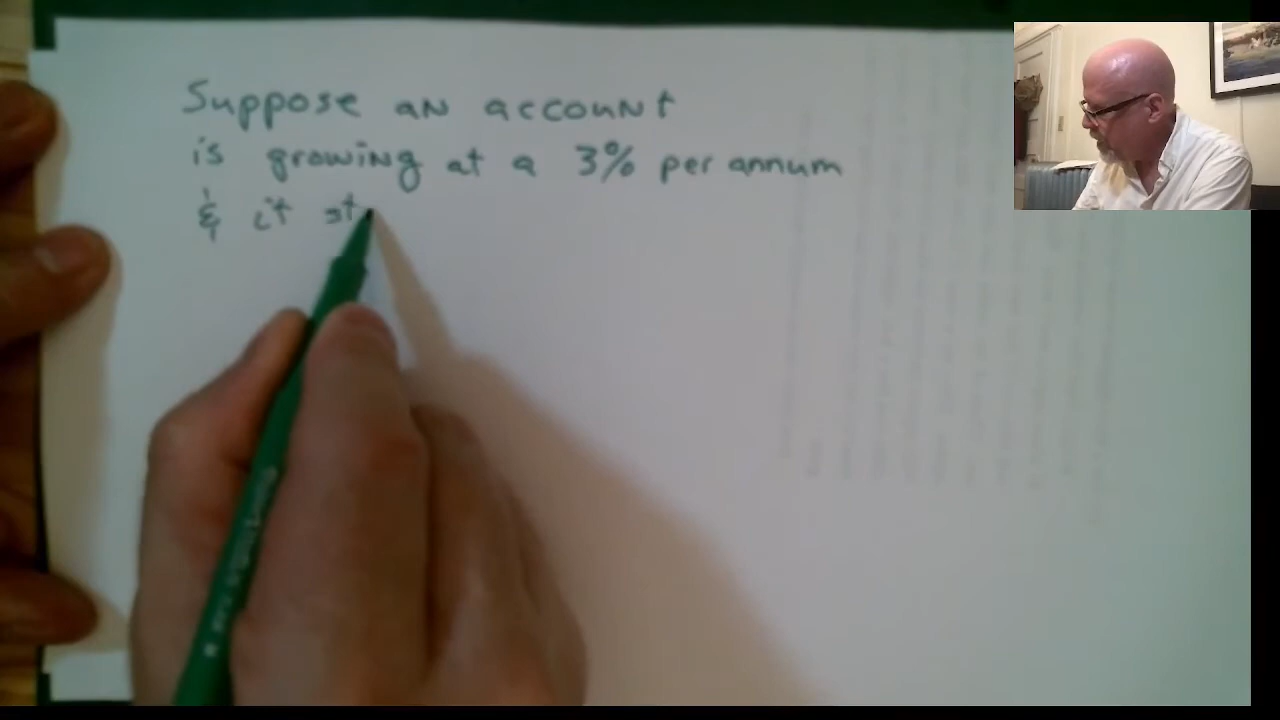 Suppose an account
is growing at a 3% per annum
& it st